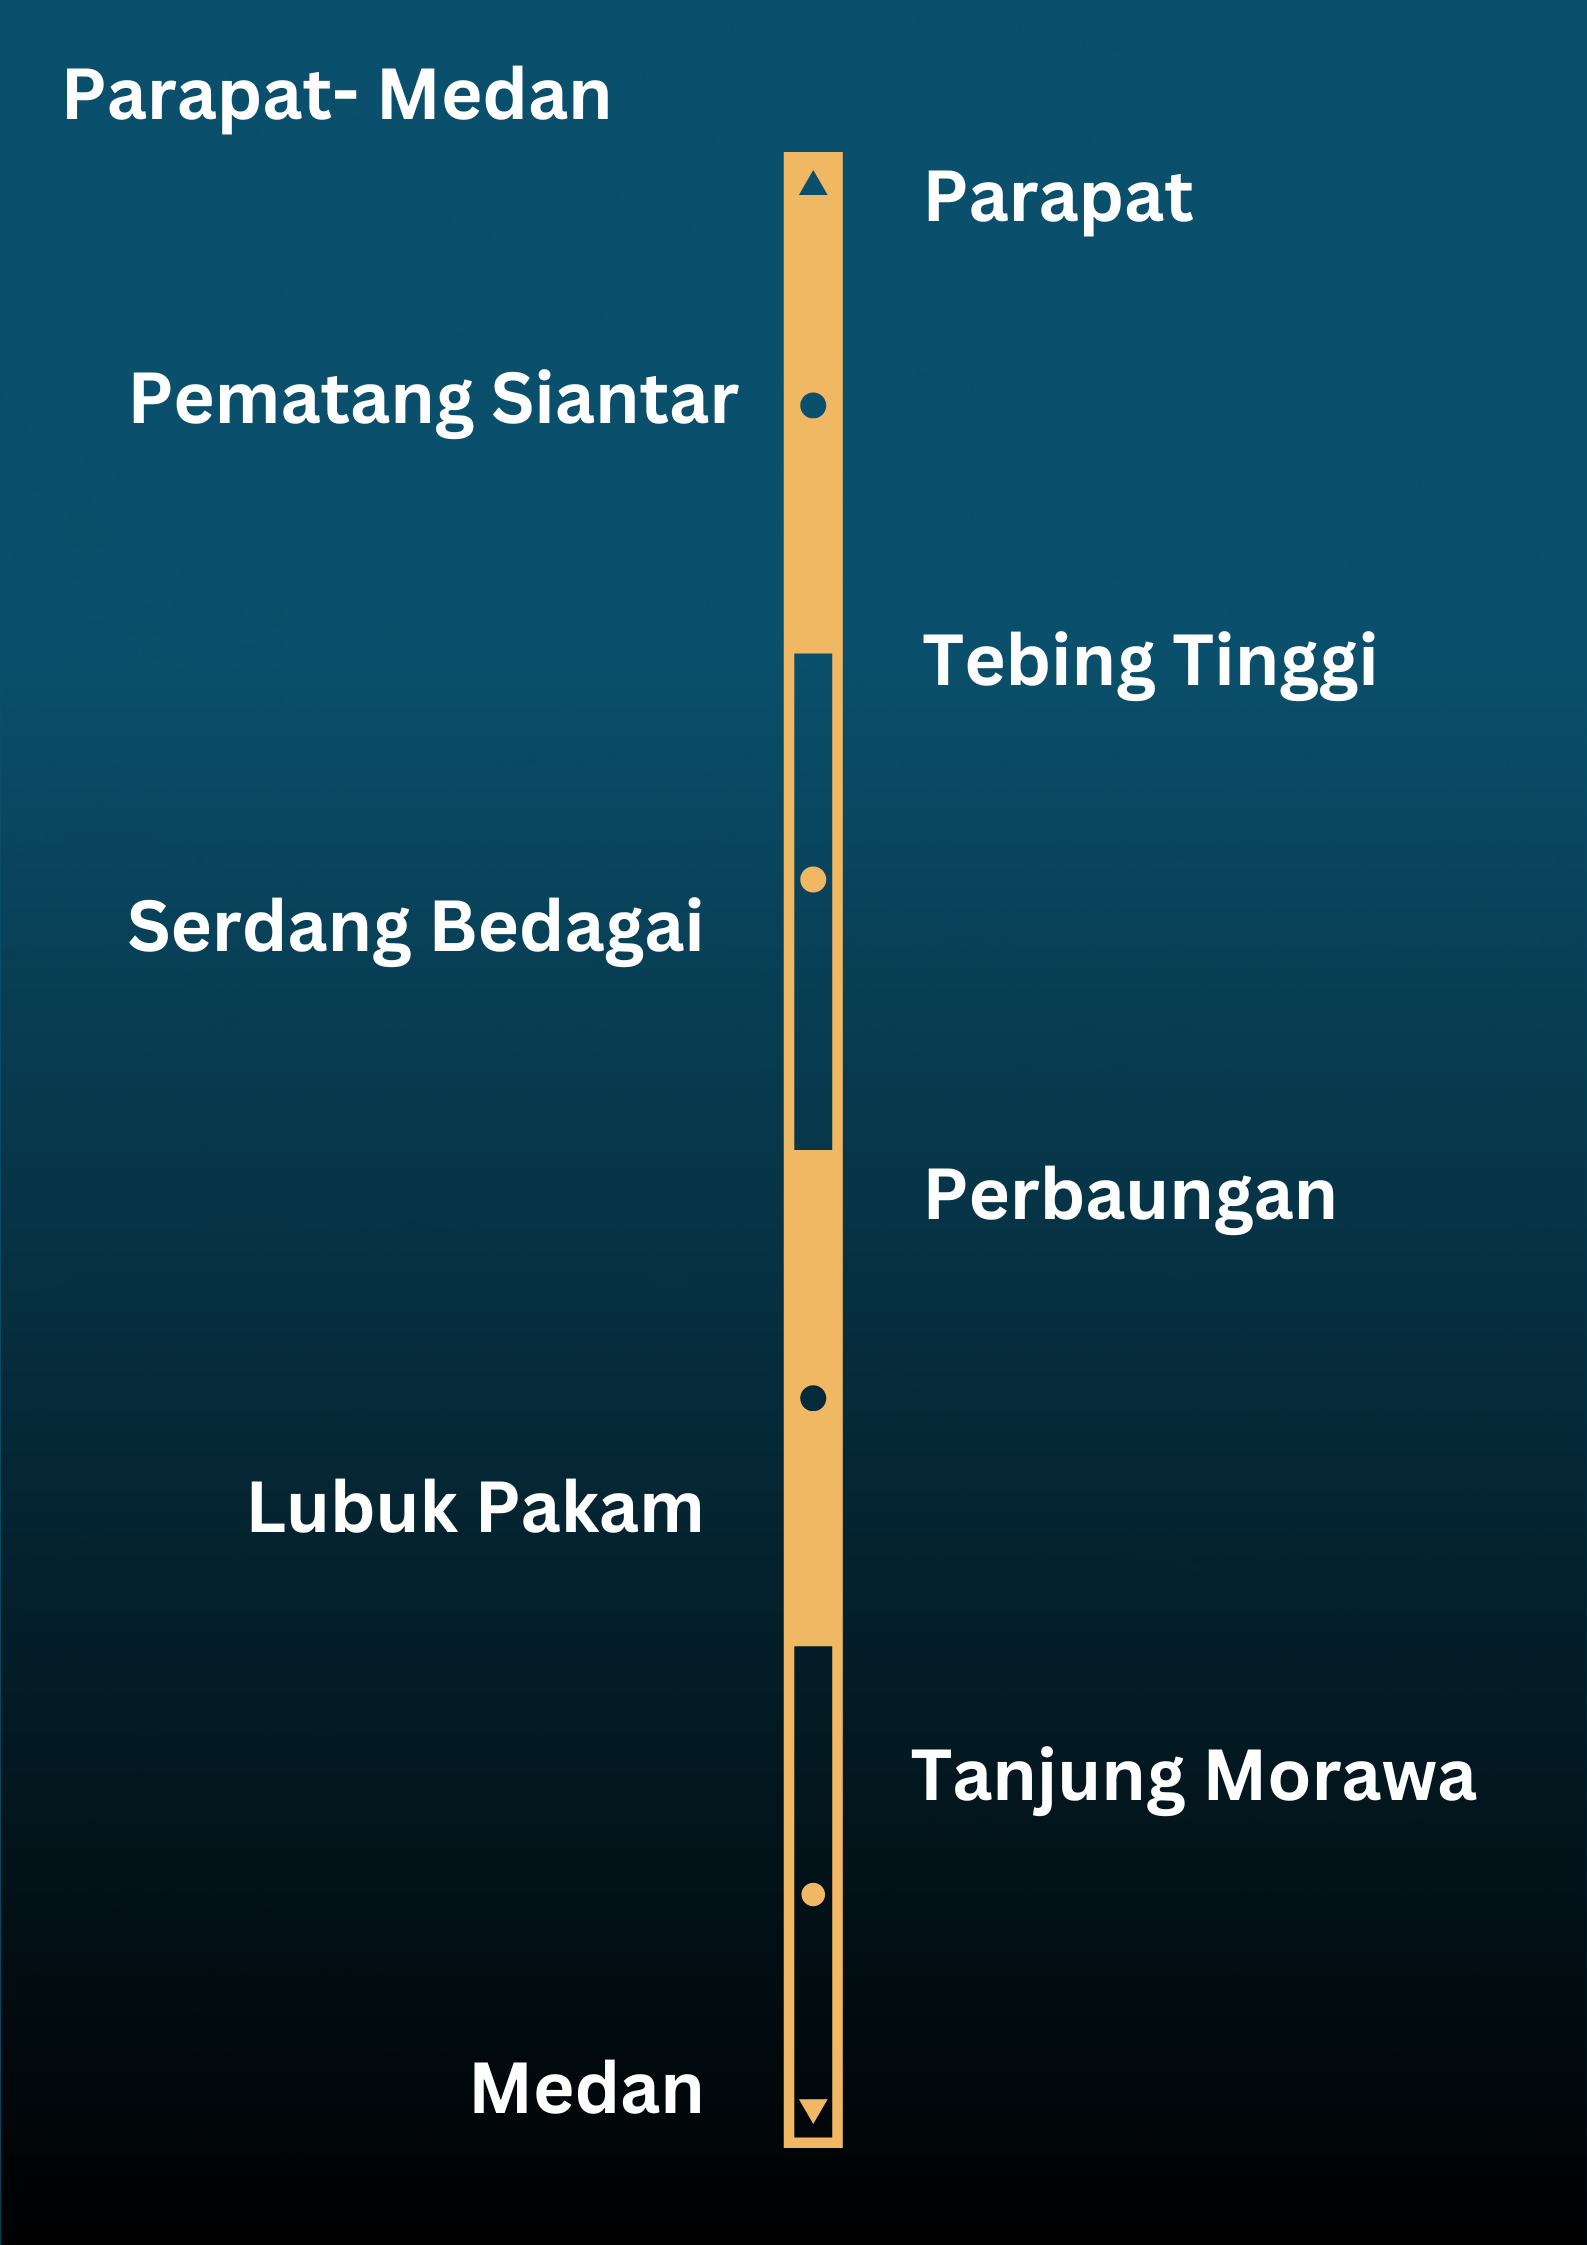 Parapat- Medan
Parapat
Pematang Siantar
Tebing Tinggi
Serdang Bedagai
Perbaungan
Lubuk Pakam
Tanjung Morawa
Medan